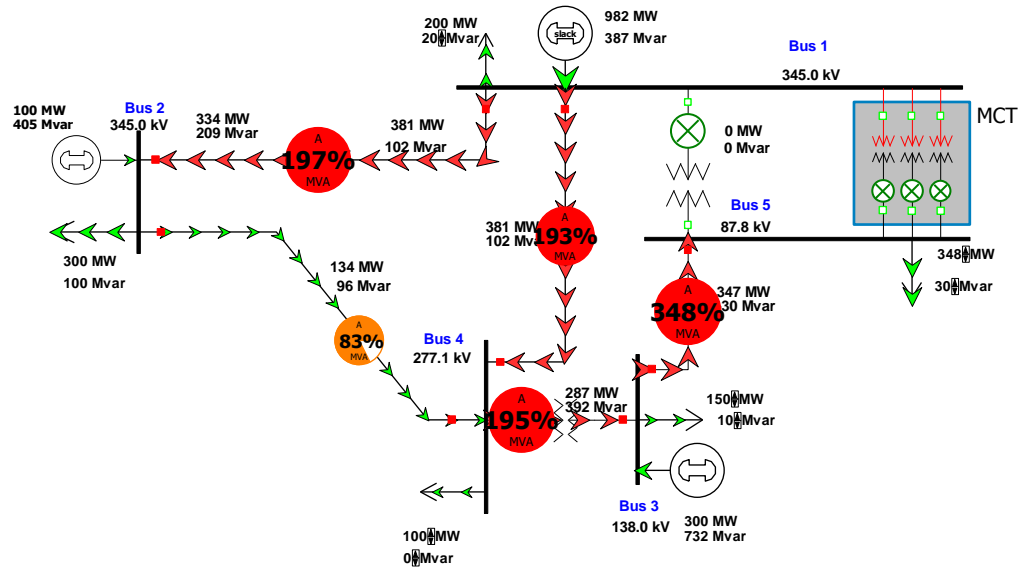 200 MW
20 Mvar
slack
982 MW
387 Mvar
Bus 1
345.0 kV
MCT
100 MW
405 Mvar
Bus 2
345.0 kV
334 MW
209 Mvar
A
197%
MVA
381 MW
102 Mvar
0 MW
0 Mvar
Bus 5
87.8 kV
381 MW
102 Mvar
A
193%
MVA
348 MW
30 Mvar
300 MW
100 Mvar
134 MW
96 Mvar
A
83%
MVA
A
348%
MVA
347 MW
30 Mvar
Bus 4
277.1 kV
A
195%
MVA
287 MW
392 Mvar
150 MW
10 Mvar
Bus 3
138.0 kV
300 MW
732 Mvar
100 MW
0 Mvar